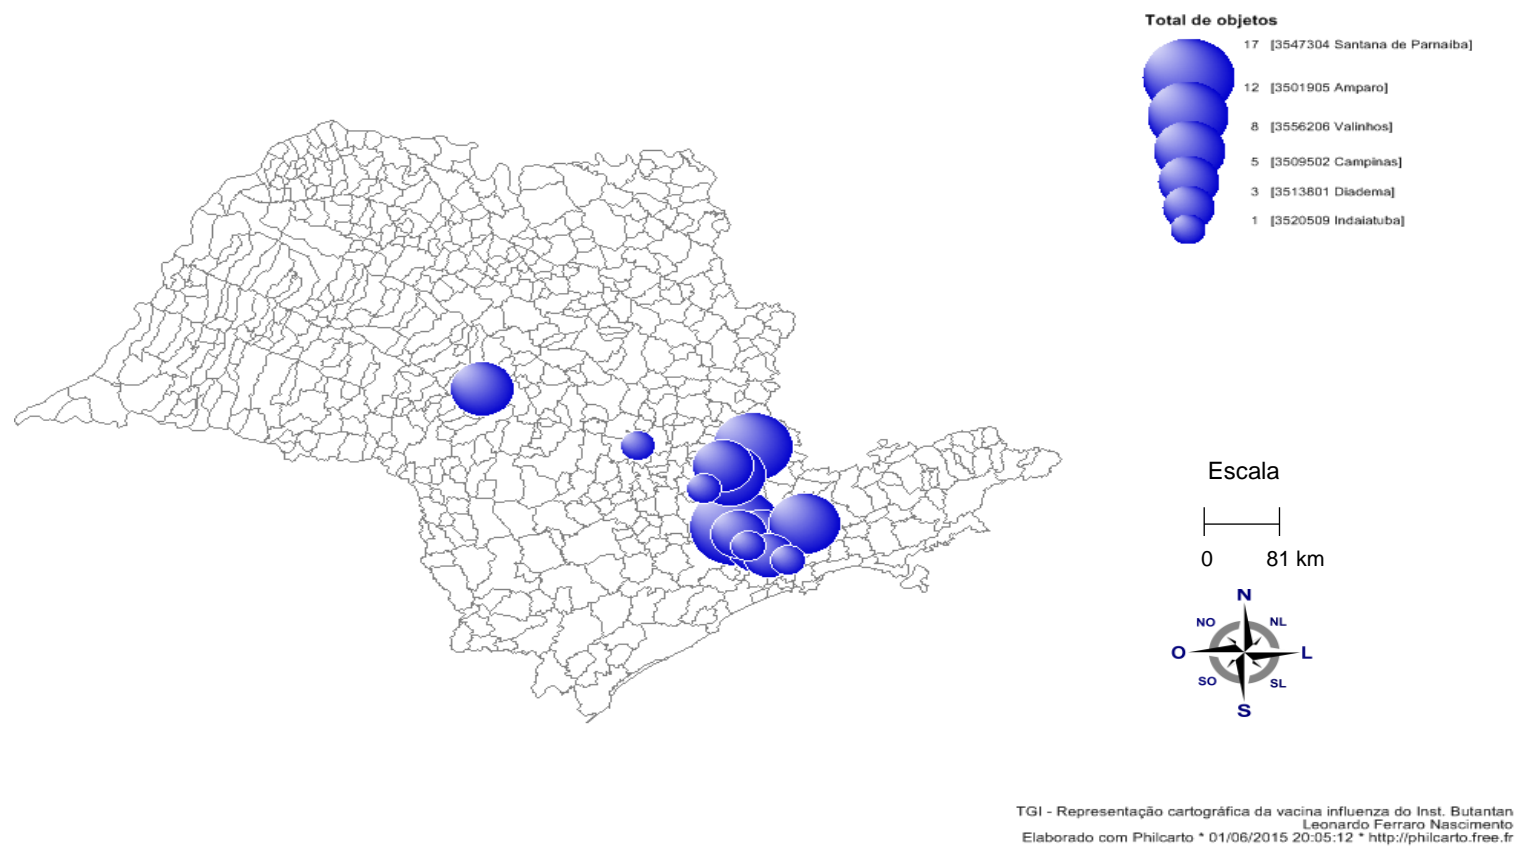 Total de objetos
17 [3547304 Santana de Parnaiba]
12 [3501905 Amparo]
8 [3556206 Valinhos]
5 [3509502 Campinas]
3 [3513801 Diadema]
1 [3520509 Indaiatuba]
Escala
0 81 km
N
NO NL
O L
SO SL
S
TGI - Representação cartográfica da vacina influenza do Inst. Butantan
Leonardo Ferraro Nascimento
Elaborado com Philcarto * 01/06/2015 20:05:12 * http://philcarto.free.fr